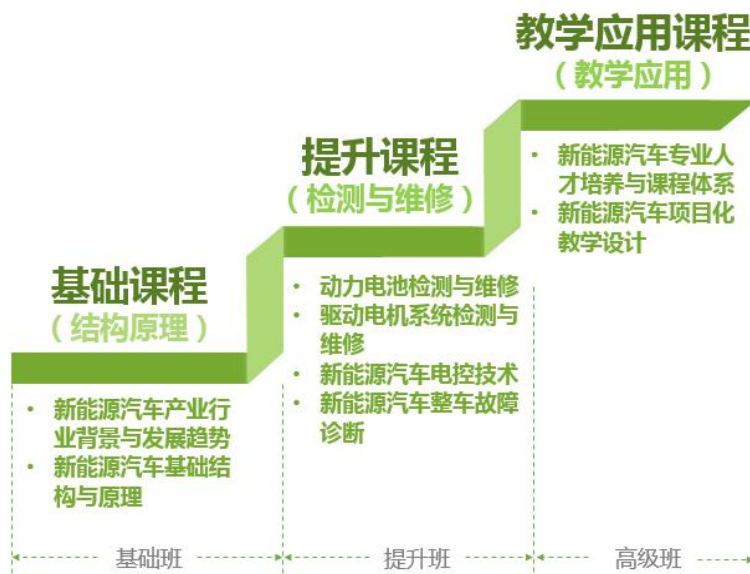 教学应用课程
（教学应用）
• 新能源汽车专业人
才培养与课程体系
• 新能源汽车项目化
教学设计
提升课程
（检测与维修）
• 动力电池检测与维修
• 驱动电机系统检测与
维修
• 新能源汽车电控技术
• 新能源汽车整车故障
诊断
基础课程
（结构原理）
• 新能源汽车产业行
业背景与发展趋势
• 新能源汽车基础结
构与原理
基础班
提升班
高级班